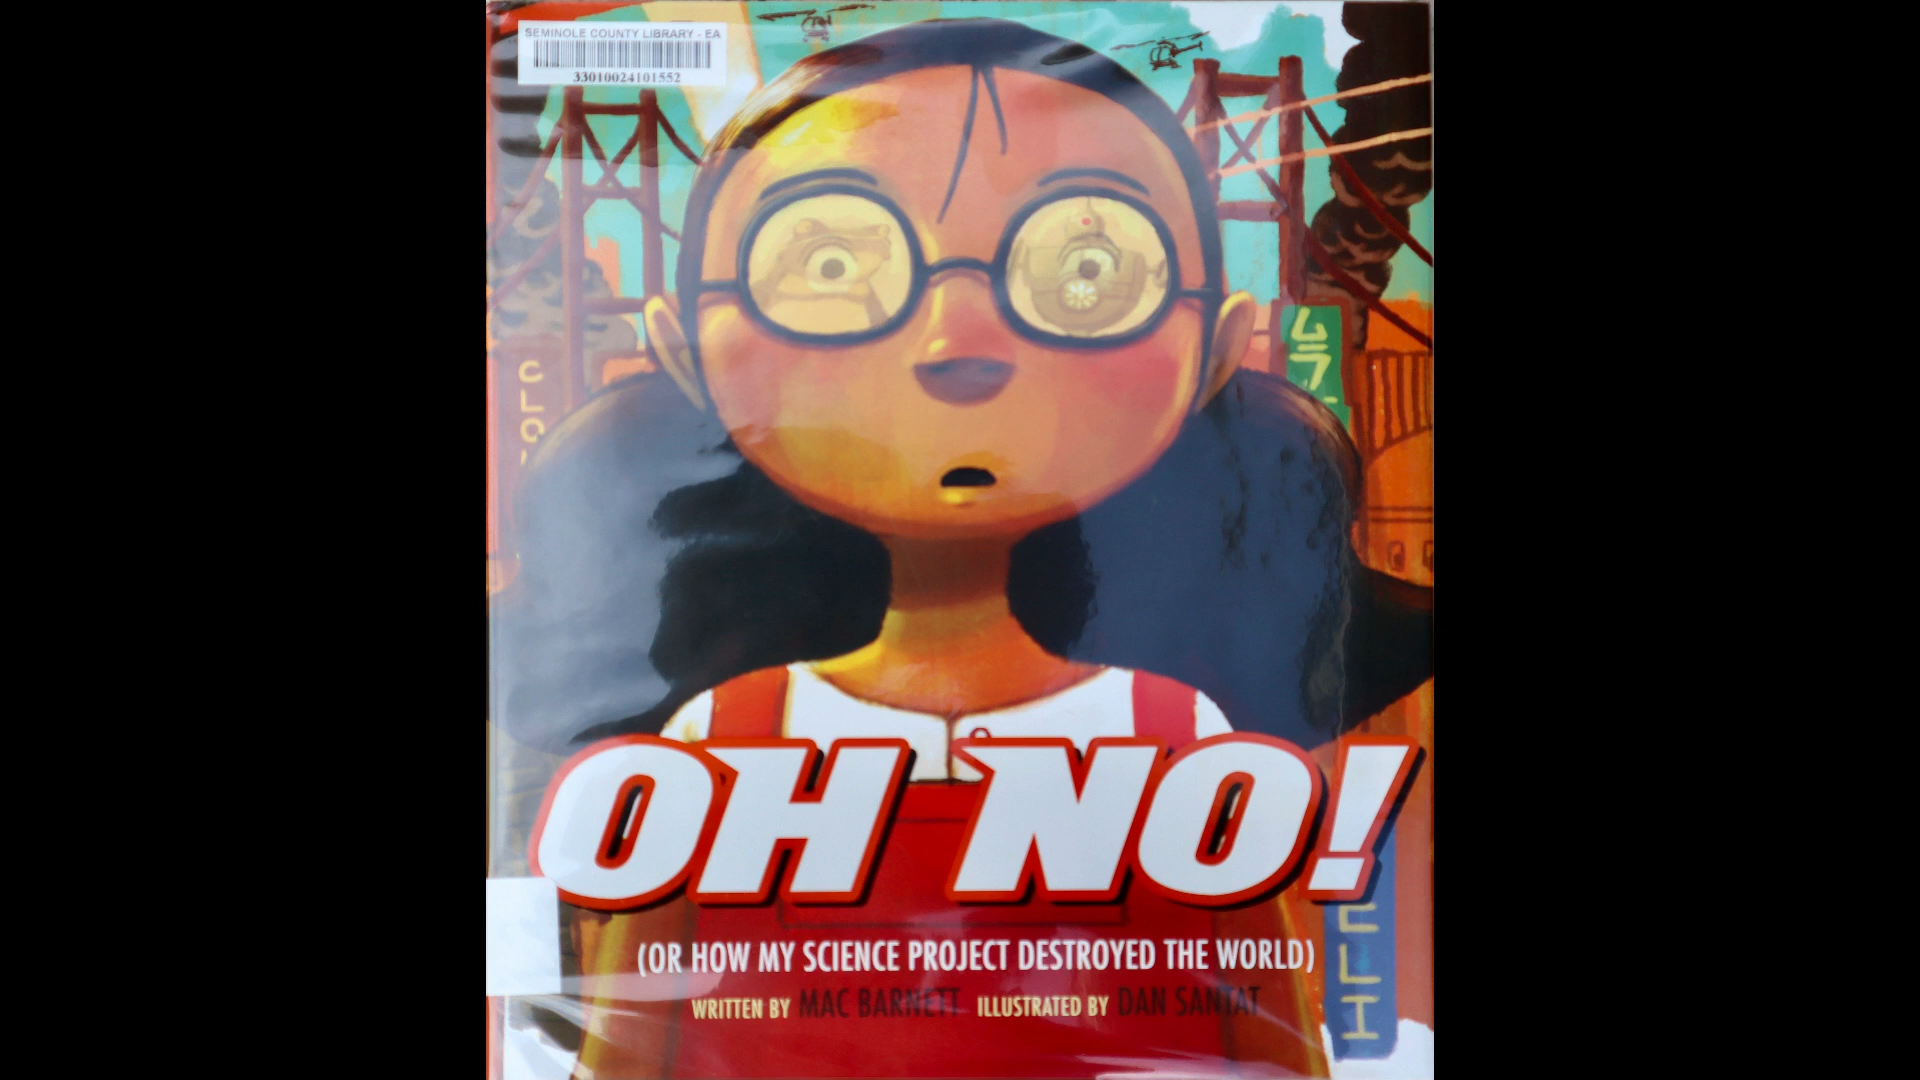 SEMINOLE COUNTY LIBRARY - EA
33010024101552
OH NO!
(OR HOW MY SCIENCE PROJECT DESTROYED THE WORLD)
WRITTEN BY MAC BARNETT ILLUSTRATED BY DAN SANTAT